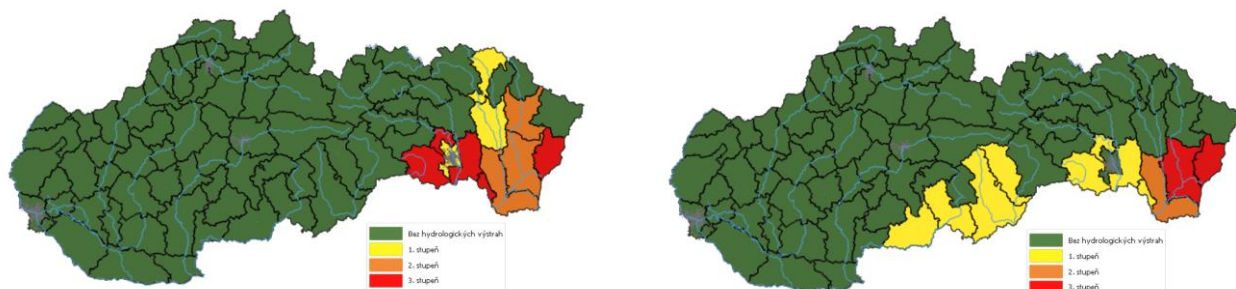 Bez hydrologických výstrah
1. stupeň
2. stupeň
3. stupeň
Bez hydrologických výstrah
1. stupeň
2. stupeň
3. stupeň